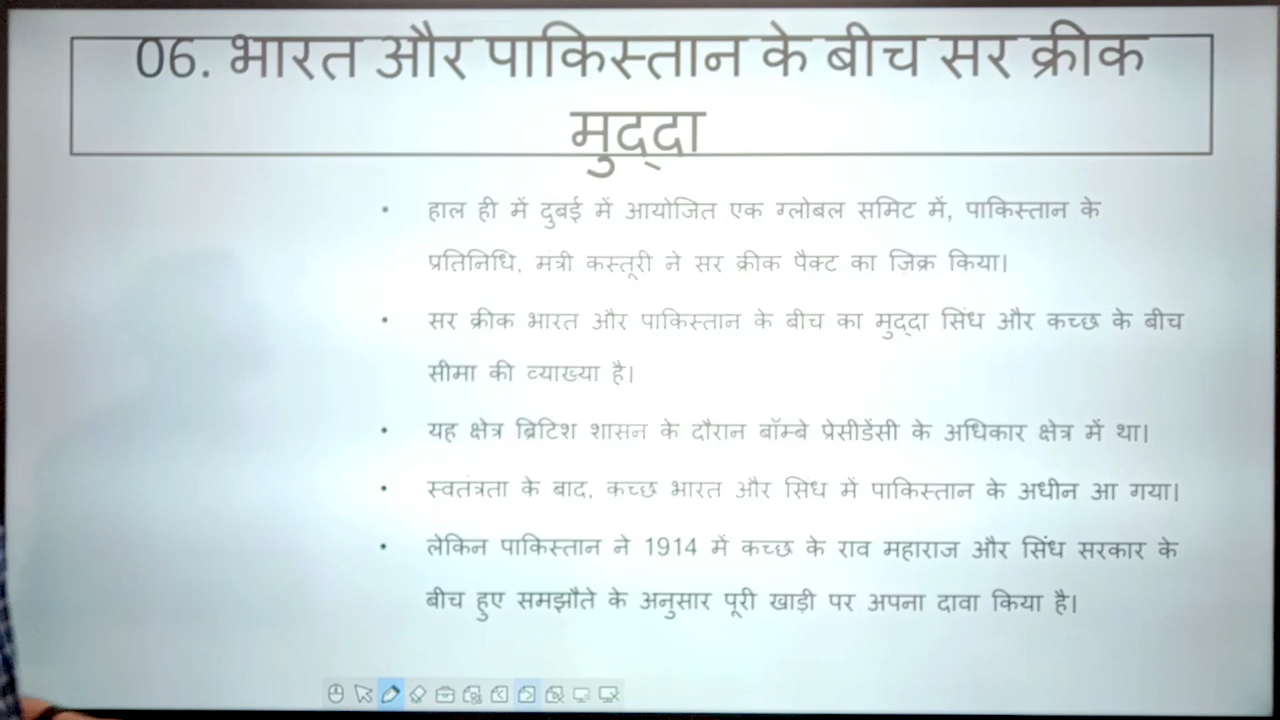 06. भारत और पाकिस्तान के बीच सर क्रीक
मुद्दा
• हाल ही में दुबई में आयोजित एक ग्लोबल समिट में, पाकिस्तान के
प्रतिनिधि, मंत्री कस्तूरी ने सर क्रीक पैक्ट का जिक्र किया।
• सर क्रीक भारत और पाकिस्तान के बीच का मुद्दा सिंध और कच्छ के बीच
सीमा की व्याख्या है।
• यह क्षेत्र ब्रिटिश शासन के दौरान बॉम्बे प्रेसीडेंसी के अधिकार क्षेत्र में था।
• स्वतंत्रता के बाद, कच्छ भारत और सिंध में पाकिस्तान के अधीन आ गया।
• लेकिन पाकिस्तान ने 1914 में कच्छ के राव महाराज और सिंध सरकार के
बीच हुए समझौते के अनुसार पूरी खाड़ी पर अपना दावा किया है।